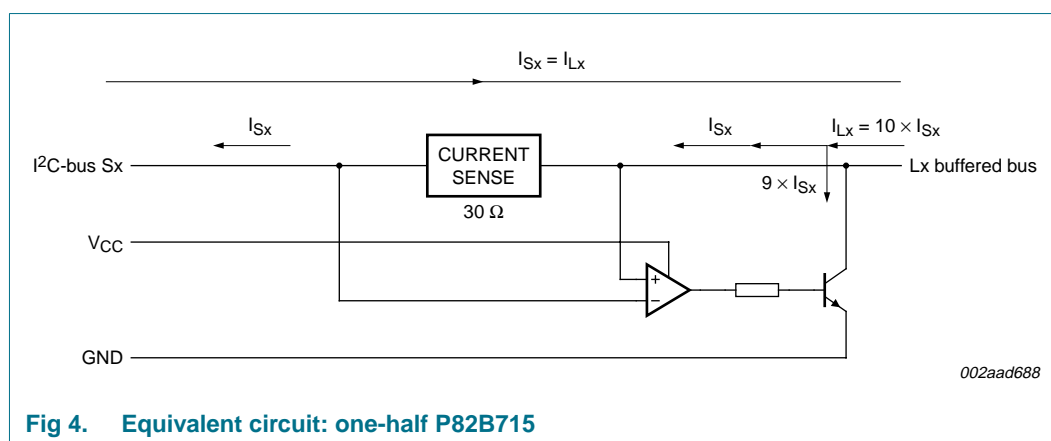 I_Sx = I_Lx
I_Sx
I_Sx
I_Lx = 10 × I_Sx
I²C-bus Sx
CURRENT
SENSE
Lx buffered bus
30 Ω
9 × I_Sx
V_CC
+
−
GND
002aad688
Fig 4. Equivalent circuit: one-half P82B715